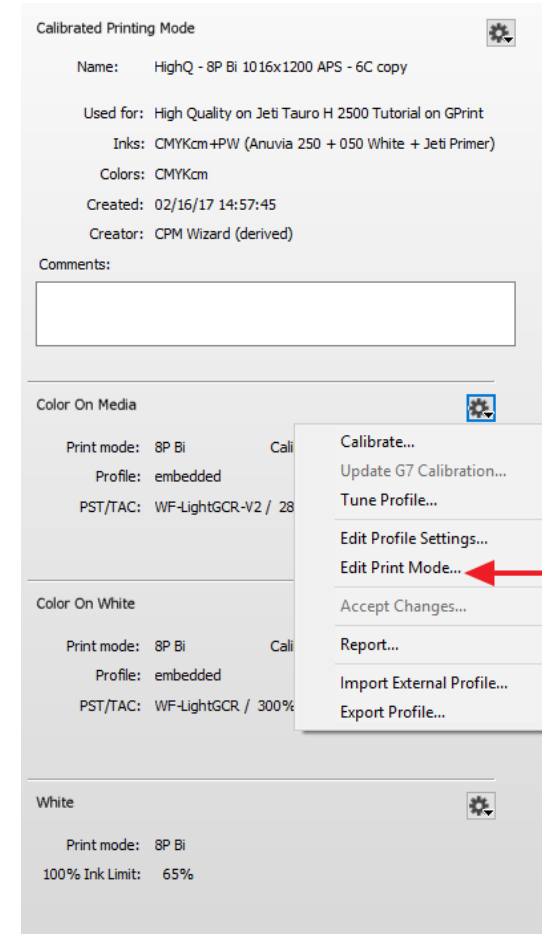 Calibrated Printing Mode
Name: HighQ - 8P Bi 1016x1200 APS - 6C copy
Used for: High Quality on Jeti Tauro H 2500 Tutorial on GPrint
Inks: CMYKcm+PW (Anuvia 250 + 050 White + Jeti Primer)
Colors: CMYKcm
Created: 02/16/17 14:57:45
Creator: CPM Wizard (derived)
Comments:
Color On Media
Print mode: 8P Bi Cali
Profile: embedded
PST/TAC: WF-LightGCR-V2 / 28
Calibrate...
Update G7 Calibration...
Tune Profile...
Edit Profile Settings...
Edit Print Mode...
Accept Changes...
Report...
Import External Profile...
Export Profile...
Color On White
Print mode: 8P Bi Cali
Profile: embedded
PST/TAC: WF-LightGCR / 300%
White
Print mode: 8P Bi
100% Ink Limit: 65%